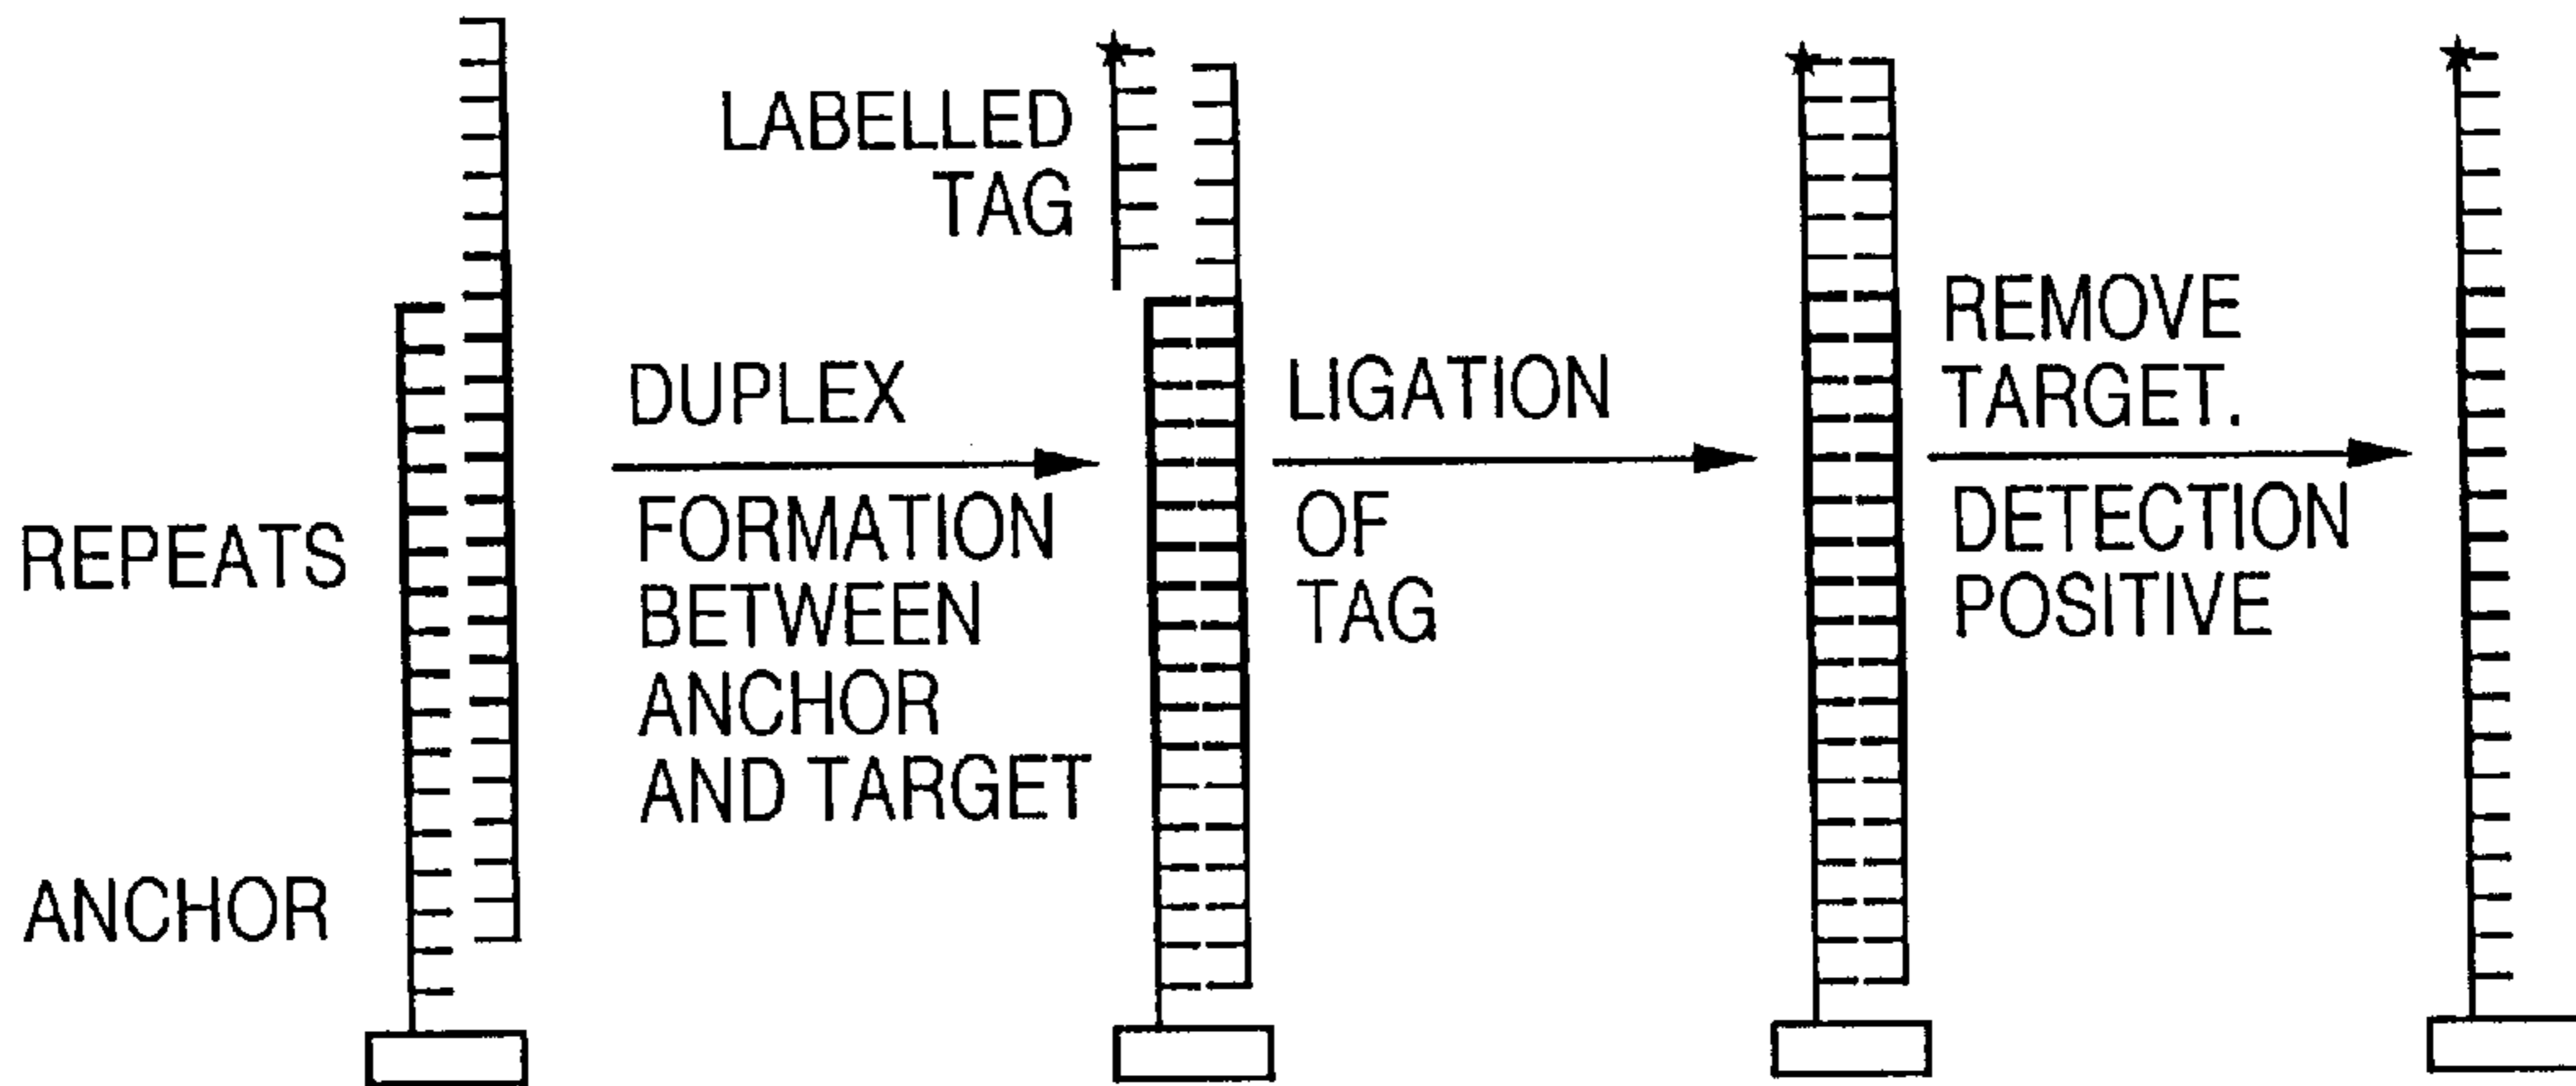 REPEATS
ANCHOR
DUPLEX
FORMATION
BETWEEN
ANCHOR
AND TARGET
LABELLED
TAG
LIGATION
OF
TAG
REMOVE
TARGET.
DETECTION
POSITIVE